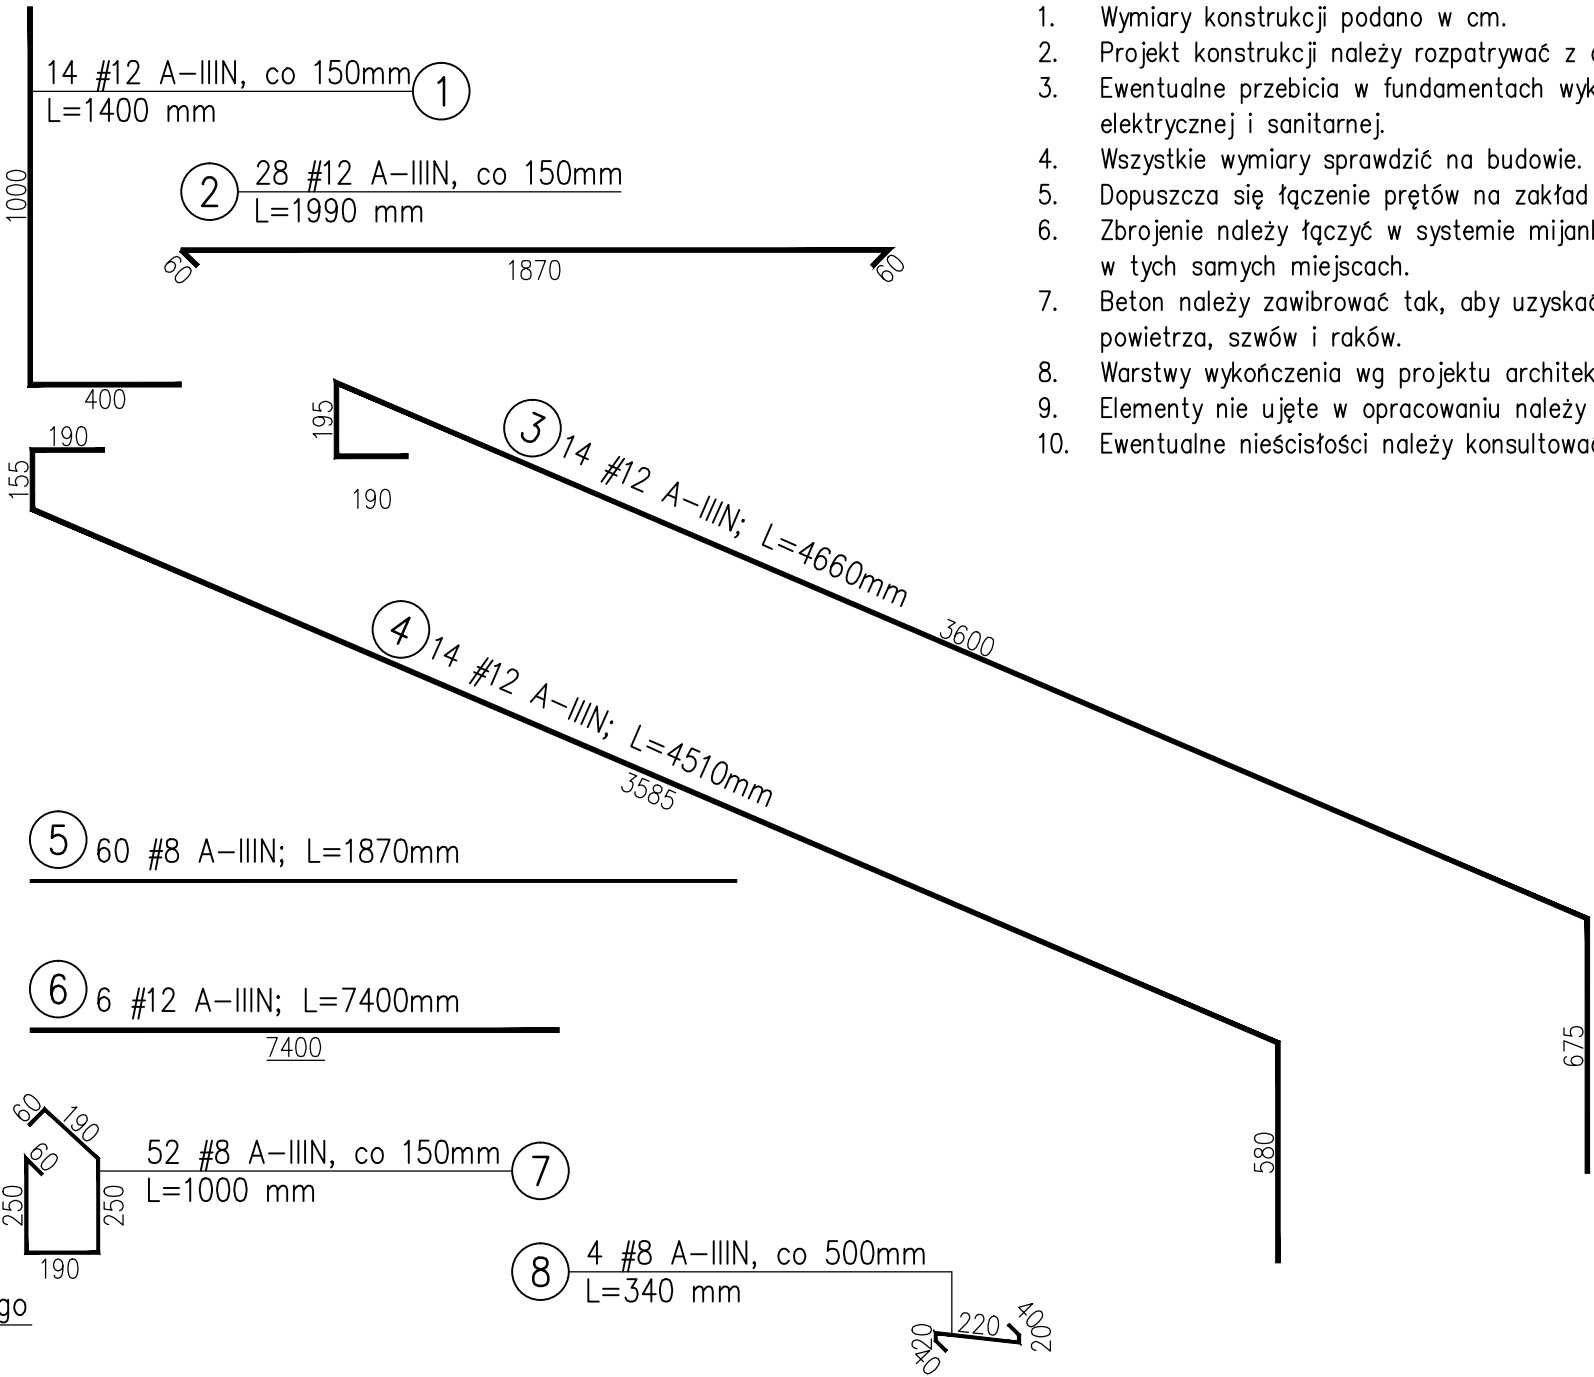 14 #12 A-IIIN, co 150mm
1
L=1400 mm
1000
400
2
28 #12 A-IIIN, co 150mm
L=1990 mm
60
1870
60
1. Wymiary konstrukcji podano w cm.
2. Projekt konstrukcji należy rozpatrywać z
3. Ewentualne przebicia w fundamentach
elektrycznej i sanitarnej.
4. Wszystkie wymiary sprawdzić na budowie.
5. Dopuszcza się łączenie prętów na zakład
6. Zbrojenie należy łączyć w systemie
w tych samych miejscach.
7. Beton należy zawibrować tak, aby uzyskać
powietrza, szwów i raków.
8. Warstwy wykończenia wg projektu
9. Elementy nie ujęte w opracowaniu należy
10. Ewentualne nieścisłości należy
195
190
3
14 #12 A-IIIN; L=4660mm
3600
675
190
155
4
14 #12 A-IIIN; L=4510mm
3585
580
5
60 #8 A-IIIN; L=1870mm
6
6 #12 A-IIIN; L=7400mm
7400
60
190
60
250
250
190
52 #8 A-IIIN, co 150mm
7
L=1000 mm
8
4 #8 A-IIIN, co 500mm
L=340 mm
20
40
220
40
20
go